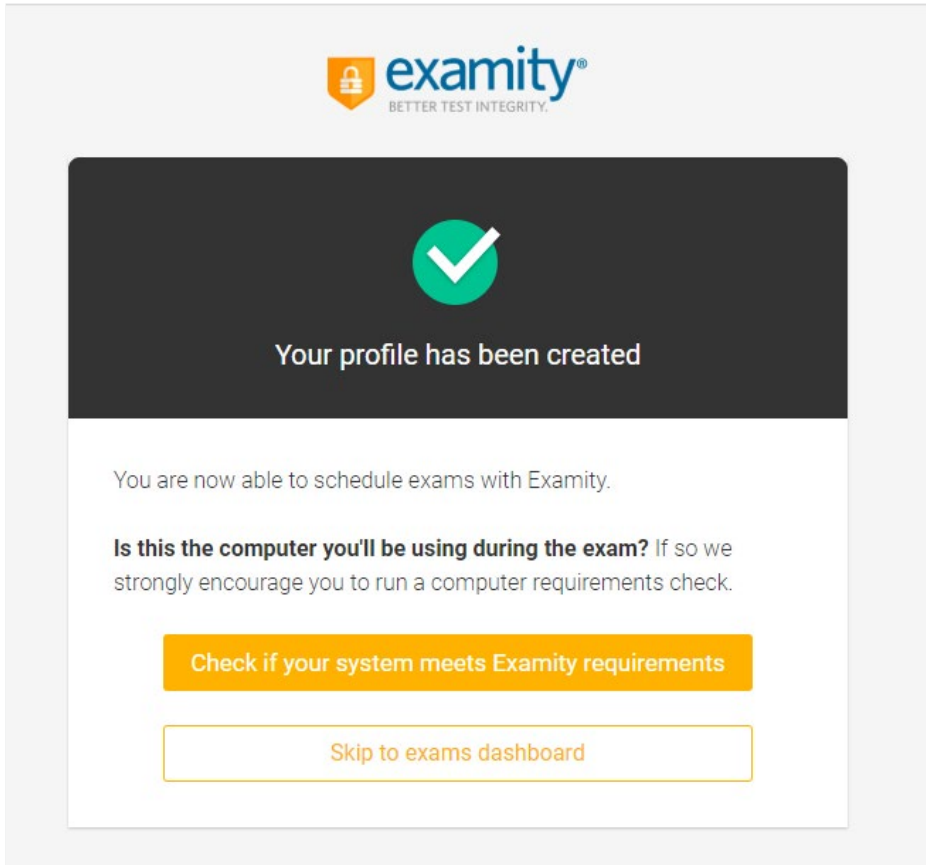 examity®
BETTER TEST INTEGRITY.
Your profile has been created
You are now able to schedule exams with Examity.
Is this the computer you'll be using during the exam? If so we
strongly encourage you to run a computer requirements check.
Check if your system meets Examity requirements
Skip to exams dashboard